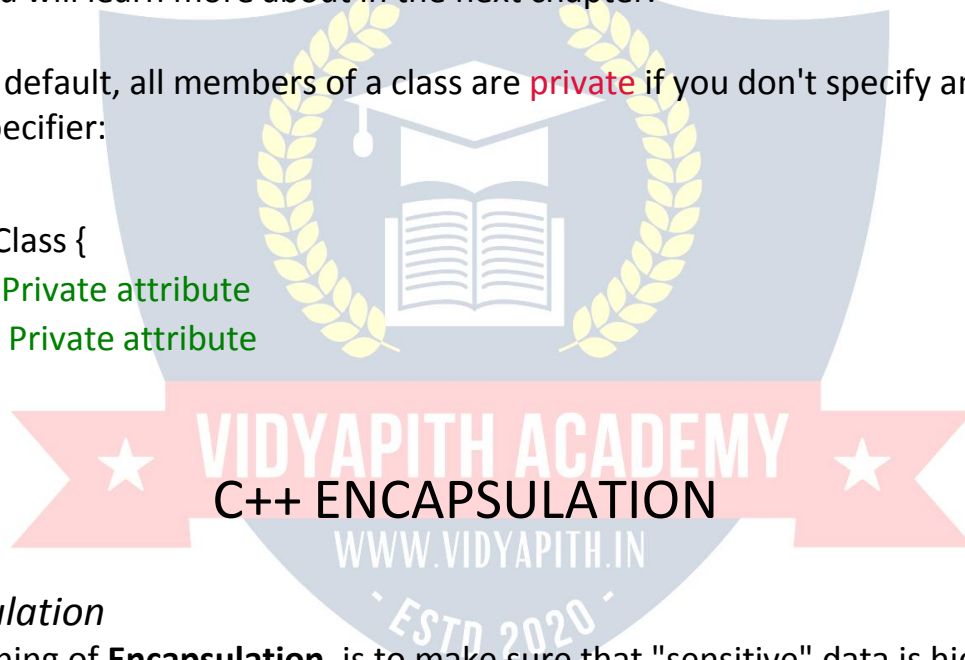 will learn more about in the next chapter.
default, all members of a class are private if you don't specify
ecifier:
Class {
Private attribute
Private attribute
VIDYAPITH ACADEMY
C++ ENCAPSULATION
WWW.VIDYAPITH.IN
ulation
ning of Encapsulation, is to make sure that "sensitive" data is
- ESTD 2020 -